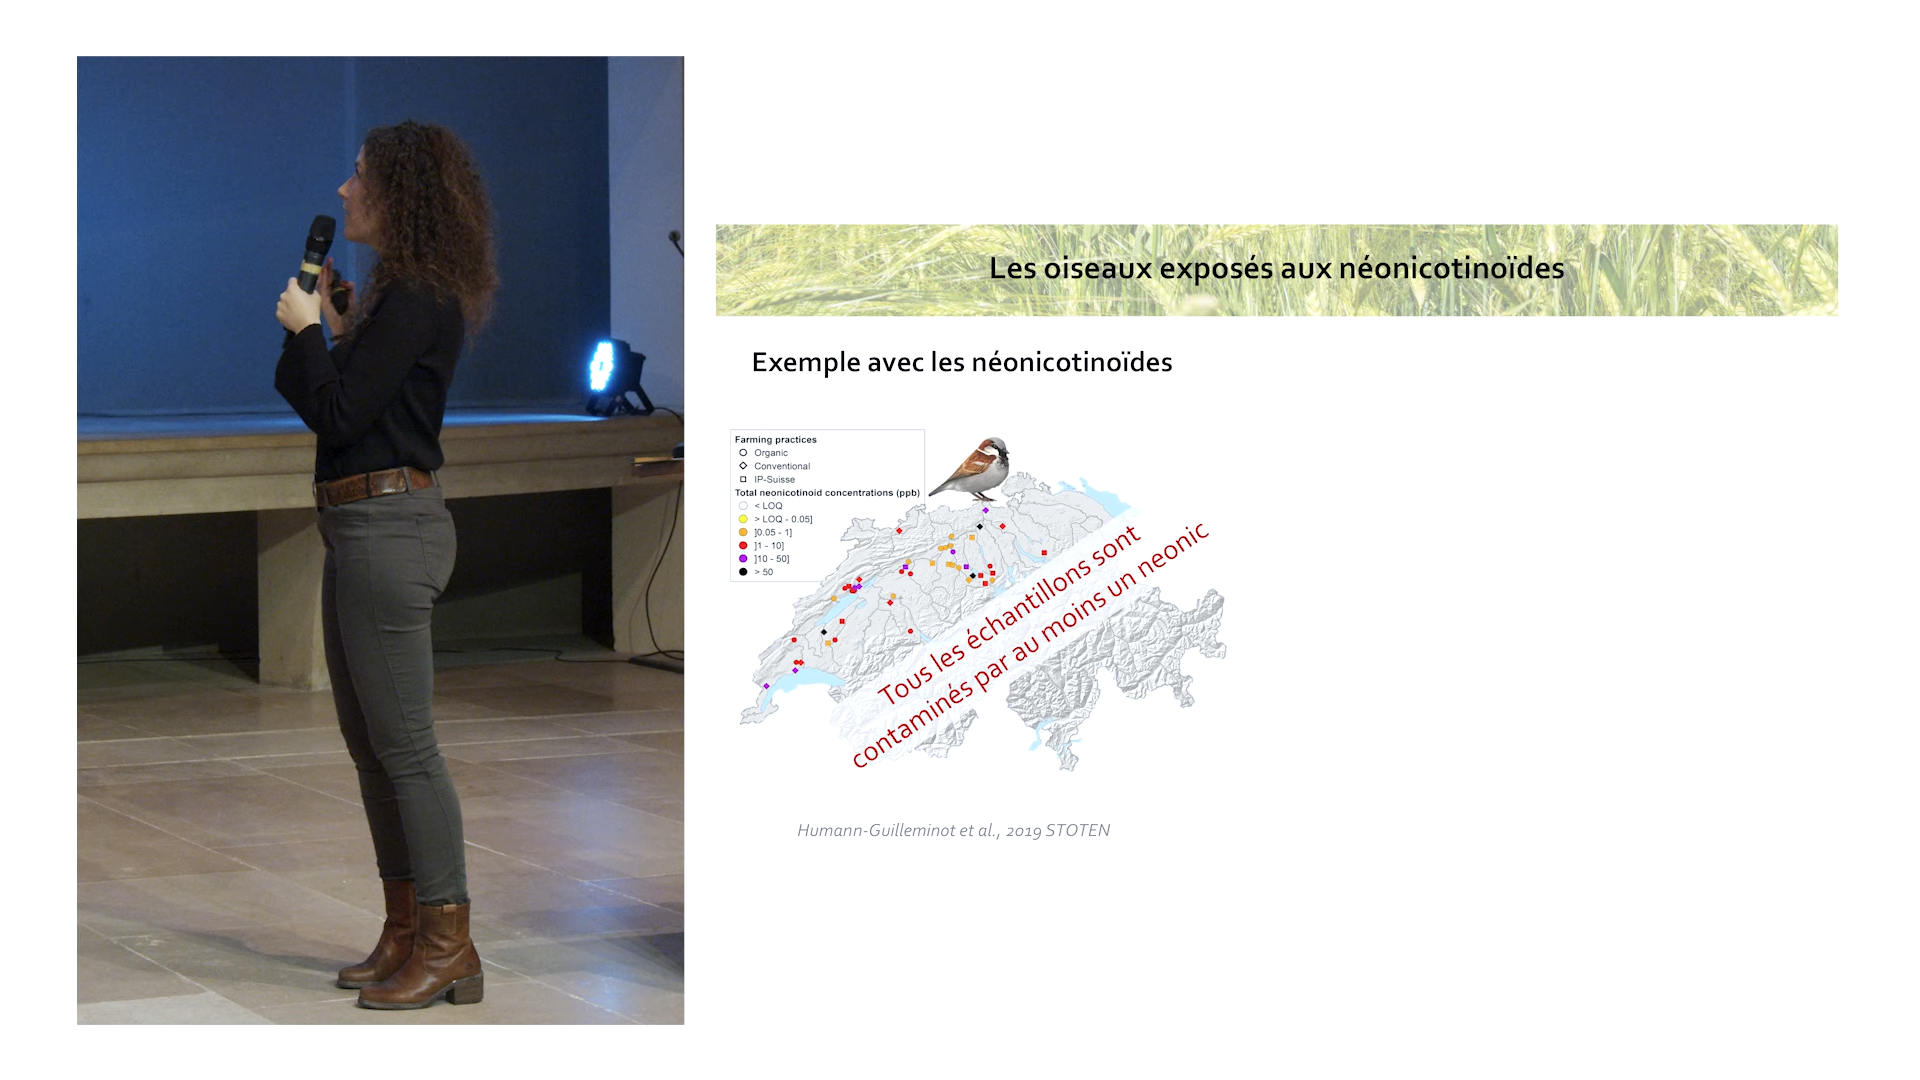 Les oiseaux exposés aux néonicotinoïdes
Exemple avec les néonicotinoïdes
Farming practices
Organic
Conventional
IP-Suisse
Total neonicotinoid concentrations (ppb)
< LOQ
> LOQ - 0.05]
]0.05 - 1]
]1 - 10]
]10 - 50]
> 50
Tous les échantillons sont
contaminés par au moins un neonic
Humann-Guilleminot et al., 2019 STOTEN